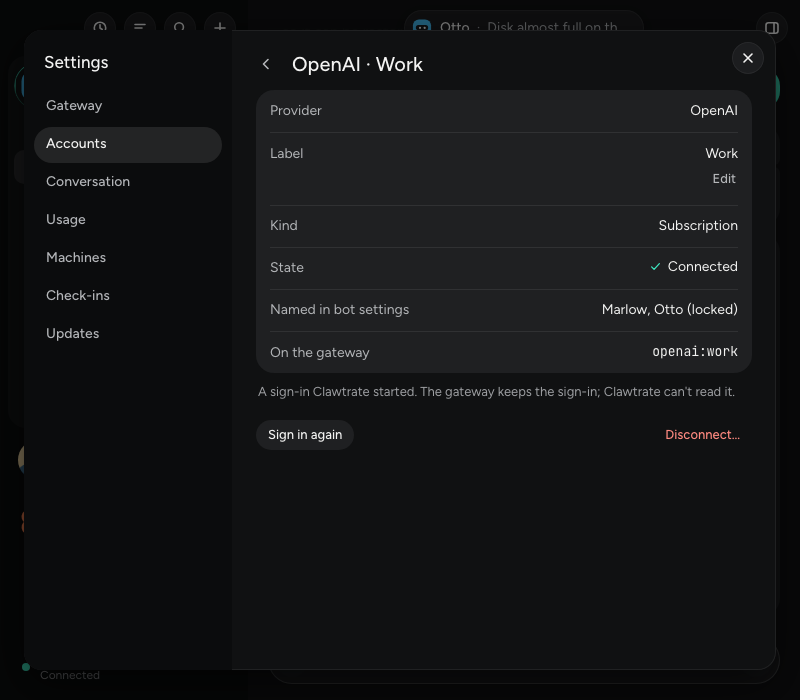 Otto · Disk almost full on th
Settings
Gateway
Accounts
Conversation
Usage
Machines
Check-ins
Updates
OpenAI · Work
Provider OpenAI
Label Work
Edit
Kind Subscription
State Connected
Named in bot settings Marlow, Otto (locked)
On the gateway openai:work
A sign-in Clawtrate started. The gateway keeps the sign-in; Clawtrate can't read it.
Sign in again Disconnect...
Connected